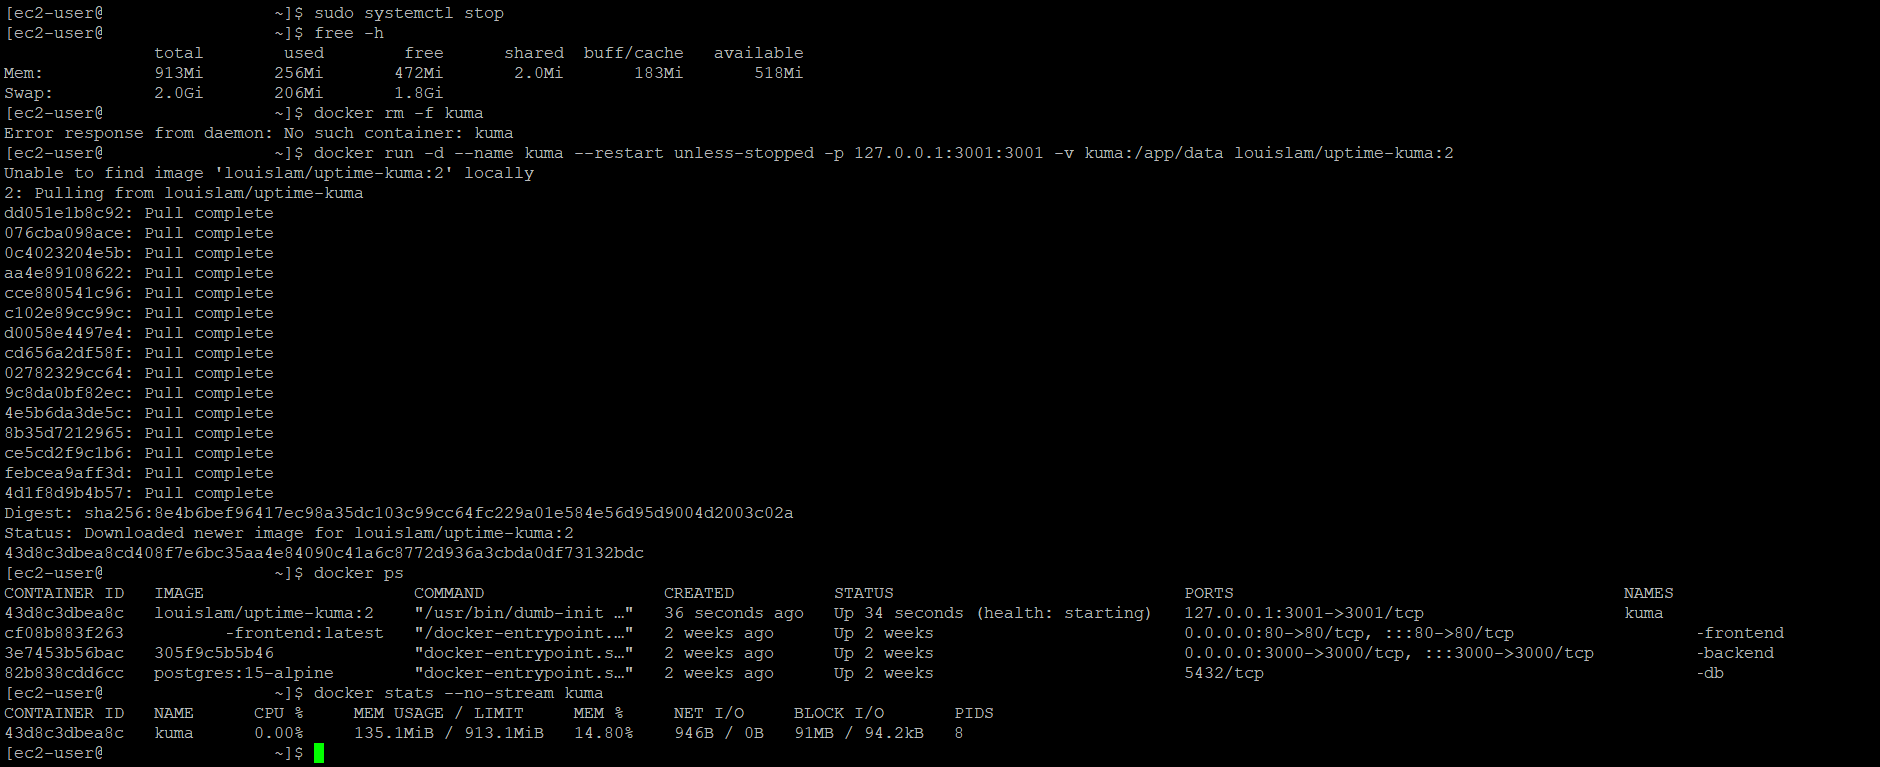 [ec2-user@ ~]$ sudo systemctl stop
[ec2-user@ ~]$ free -h
total used free shared buff/cache available
Mem: 913Mi 256Mi 472Mi 2.0Mi 183Mi 518Mi
Swap: 2.0Gi 206Mi 1.8Gi
[ec2-user@ ~]$ docker rm -f kuma
Error response from daemon: No such container: kuma
[ec2-user@ ~]$ docker run -d --name kuma --restart unless-stopped -p 127.0.0.1:3001:3001 -v kuma:/app/data louislam/uptime-kuma:2
Unable to find image 'louislam/uptime-kuma:2' locally
2: Pulling from louislam/uptime-kuma
dd051e1b8c92: Pull complete
076cba098ace: Pull complete
0c4023204e5b: Pull complete
aa4e89108622: Pull complete
cce880541c96: Pull complete
c102e89cc99c: Pull complete
d0058e4497e4: Pull complete
cd656a2df58f: Pull complete
02782329cc64: Pull complete
9c8da0bf82ec: Pull complete
4e5b6da3de5c: Pull complete
8b35d7212965: Pull complete
ce5cd2f9c1b6: Pull complete
febcea9aff3d: Pull complete
4d1f8d9b4b57: Pull complete
Digest: sha256:8e4b6bef96417ec98a35dc103c99cc64fc229a01e584e56d95d9004d2003c02a
Status: Downloaded newer image for louislam/uptime-kuma:2
43d8c3dbea8cd408f7e6bc35aa4e84090c41a6c8772d936a3cbda0df73132bdc
[ec2-user@ ~]$ docker ps
CONTAINER ID IMAGE COMMAND CREATED STATUS PORTS NAMES
43d8c3dbea8c louislam/uptime-kuma:2 "/usr/bin/dumb-init …" 36 seconds ago Up 34 seconds (health: starting) 127.0.0.1:3001->3001/tcp kuma
cf08b883f263 -frontend:latest "/docker-entrypoint.…" 2 weeks ago Up 2 weeks 0.0.0.0:80->80/tcp, :::80->80/tcp -frontend
3e7453b56bac 305f9c5b5b46 "docker-entrypoint.s…" 2 weeks ago Up 2 weeks 0.0.0.0:3000->3000/tcp, :::3000->3000/tcp -backend
82b838cdd6cc postgres:15-alpine "docker-entrypoint.s…" 2 weeks ago Up 2 weeks 5432/tcp -db
[ec2-user@ ~]$ docker stats --no-stream kuma
CONTAINER ID NAME CPU % MEM USAGE / LIMIT MEM % NET I/O BLOCK I/O PIDS
43d8c3dbea8c kuma 0.00% 135.1MiB / 913.1MiB 14.80% 946B / 0B 91MB / 94.2kB 8
[ec2-user@ ~]$